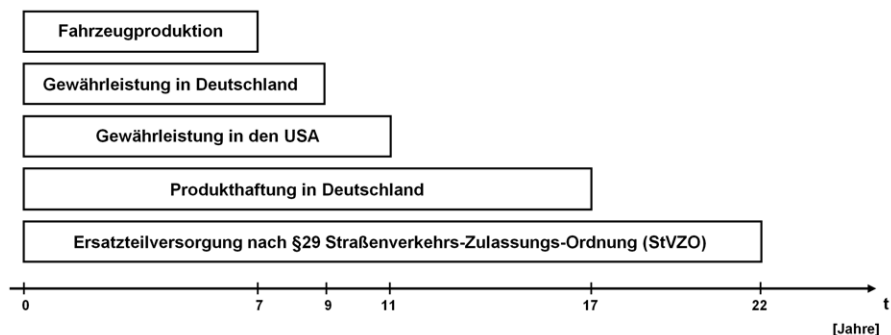 Fahrzeugproduktion
Gewährleistung in Deutschland
Gewährleistung in den USA
Produkthaftung in Deutschland
Ersatzteilversorgung nach §29 Straßenverkehrs-Zulassungs-Ordnung (StVZO)
0 7 9 11 17 22 t
[Jahre]